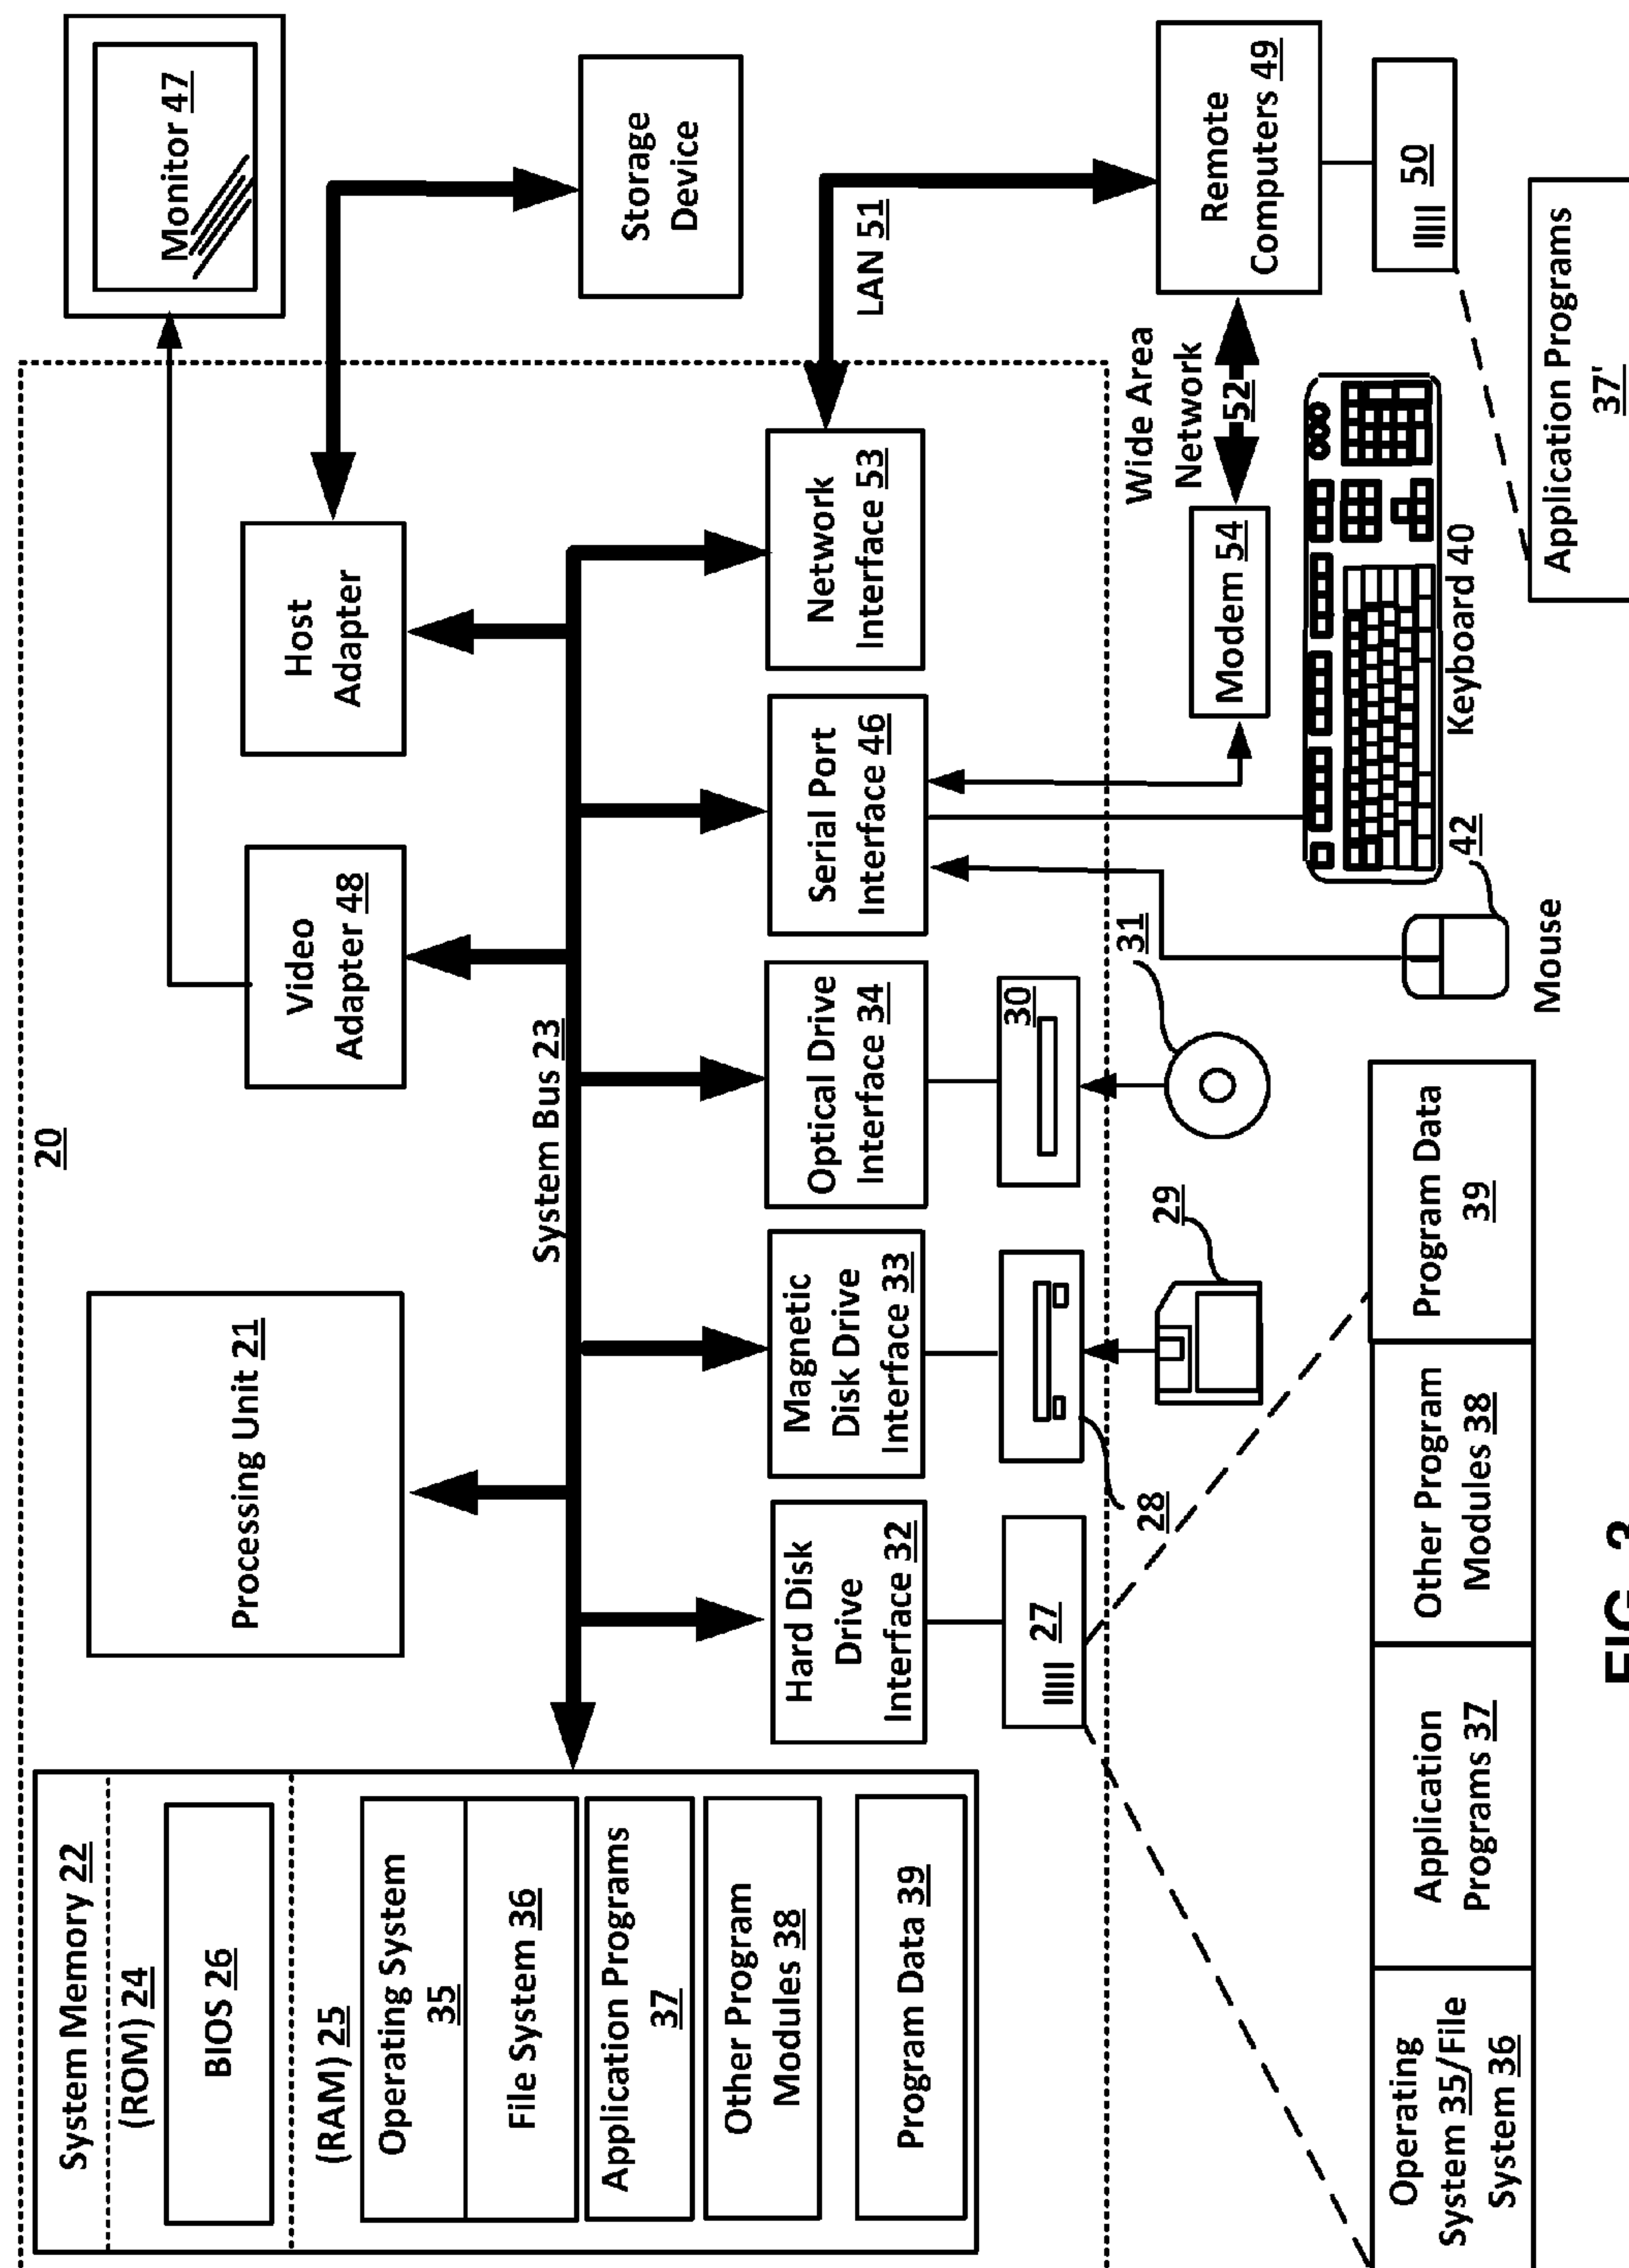 20
System Memory 22
(ROM) 24
BIOS 26
(RAM) 25
Operating System
35
File System 36
Application Programs
37
Other Program
Modules 38
Program Data 39
Processing Unit 21
Video
Adapter 48
Host
Adapter
Monitor 47
Storage
Device
System Bus 23
Hard Disk
Drive
Interface 32
Magnetic
Disk Drive
Interface 33
Optical Drive
Interface 34
Serial Port
Interface 46
Network
Interface 53
LAN 51
27
28
29
30
31
Wide Area
Network
52
Modem 54
Remote
Computers 49
50
Keyboard 40
42
Mouse
Operating
System 35/File
System 36
Application
Programs 37
Other Program
Modules 38
Program Data
39
Application Programs
37'
FIG. 3